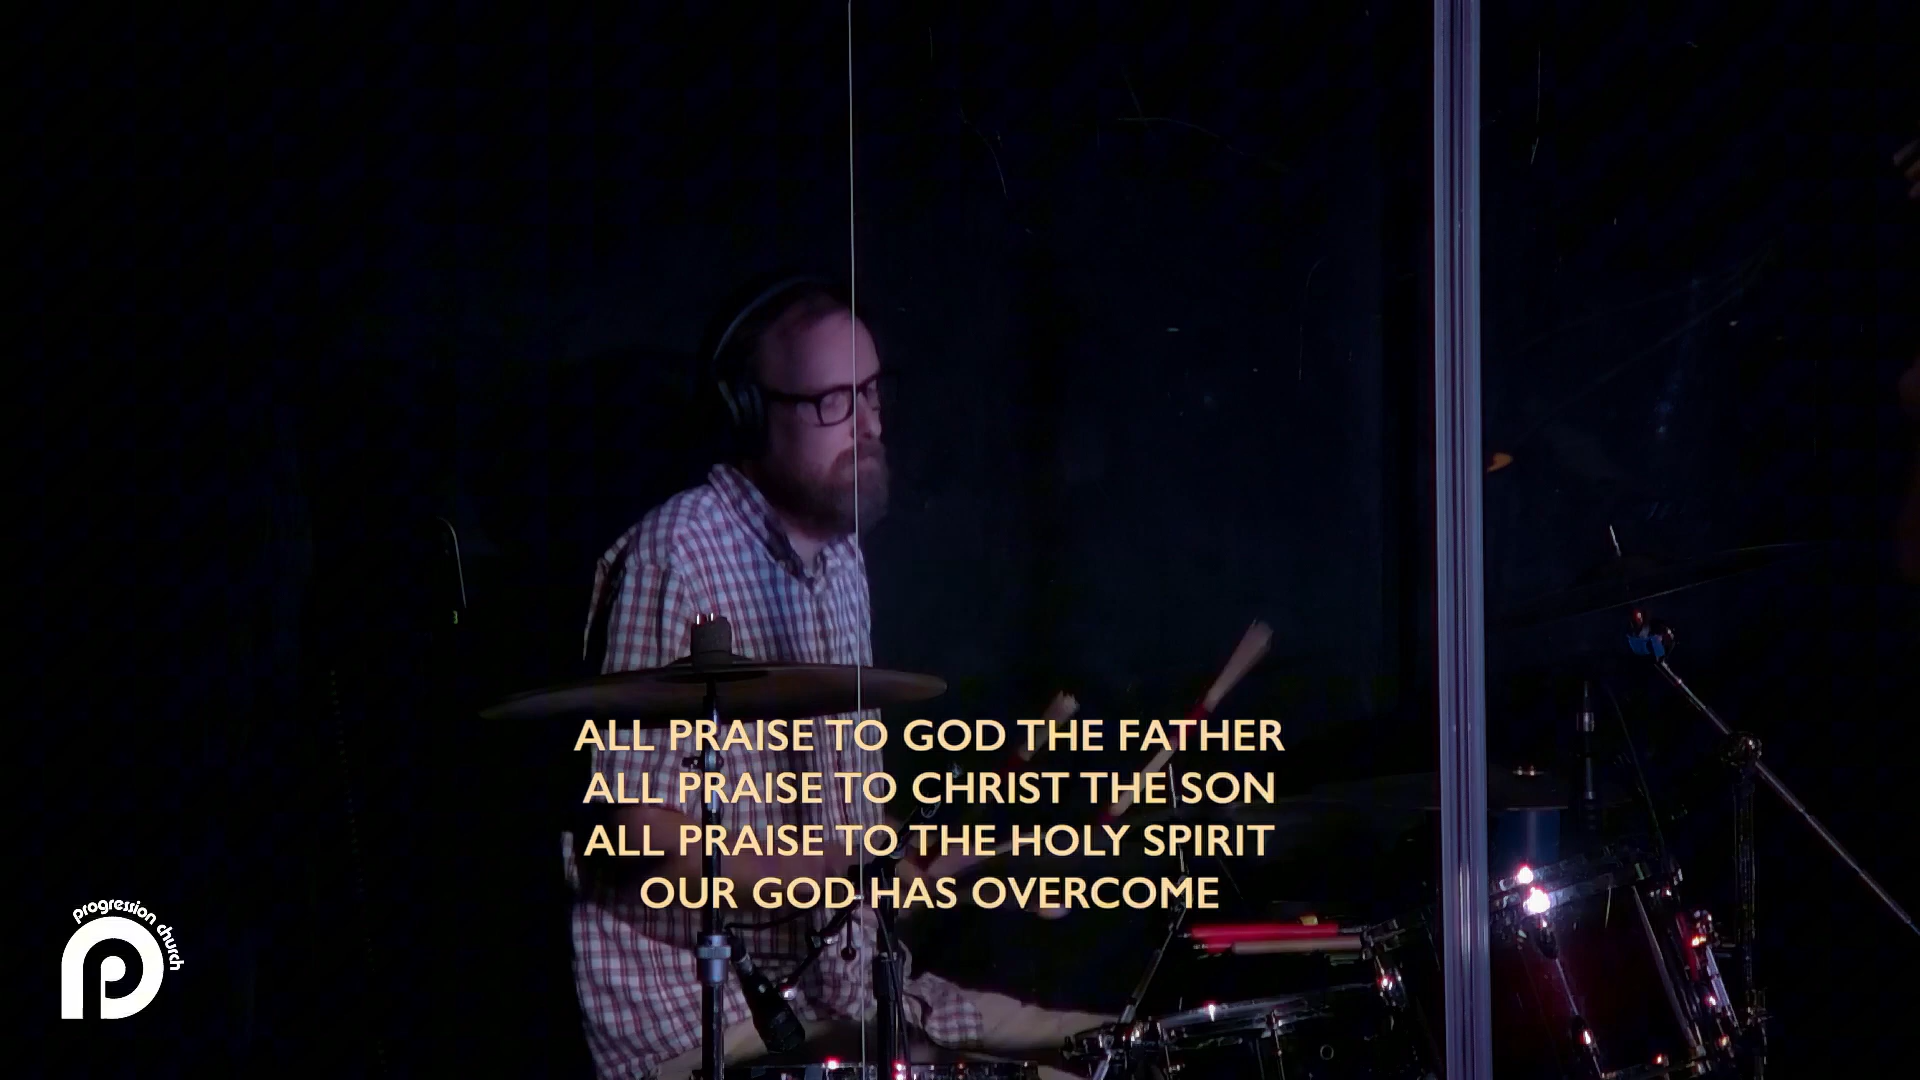 ALL PRAISE TO GOD THE FATHER
ALL PRAISE TO CHRIST THE SON
ALL PRAISE TO THE HOLY SPIRIT
OUR GOD HAS OVERCOME
progression church